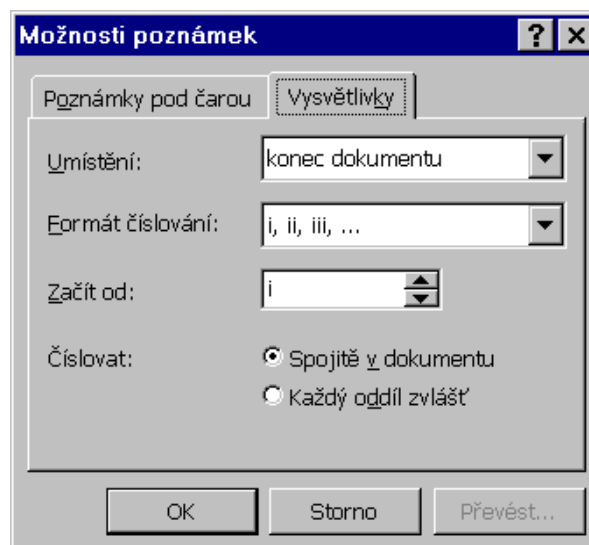 Možnosti poznámek
Poznámky pod čarou Vysvětlivky
Umístění: konec dokumentu
Formát číslování: i, ii, iii, ...
Začít od: i
Číslovat: Spojitě v dokumentu
Každý oddíl zvlášť
OK Storno Převést...